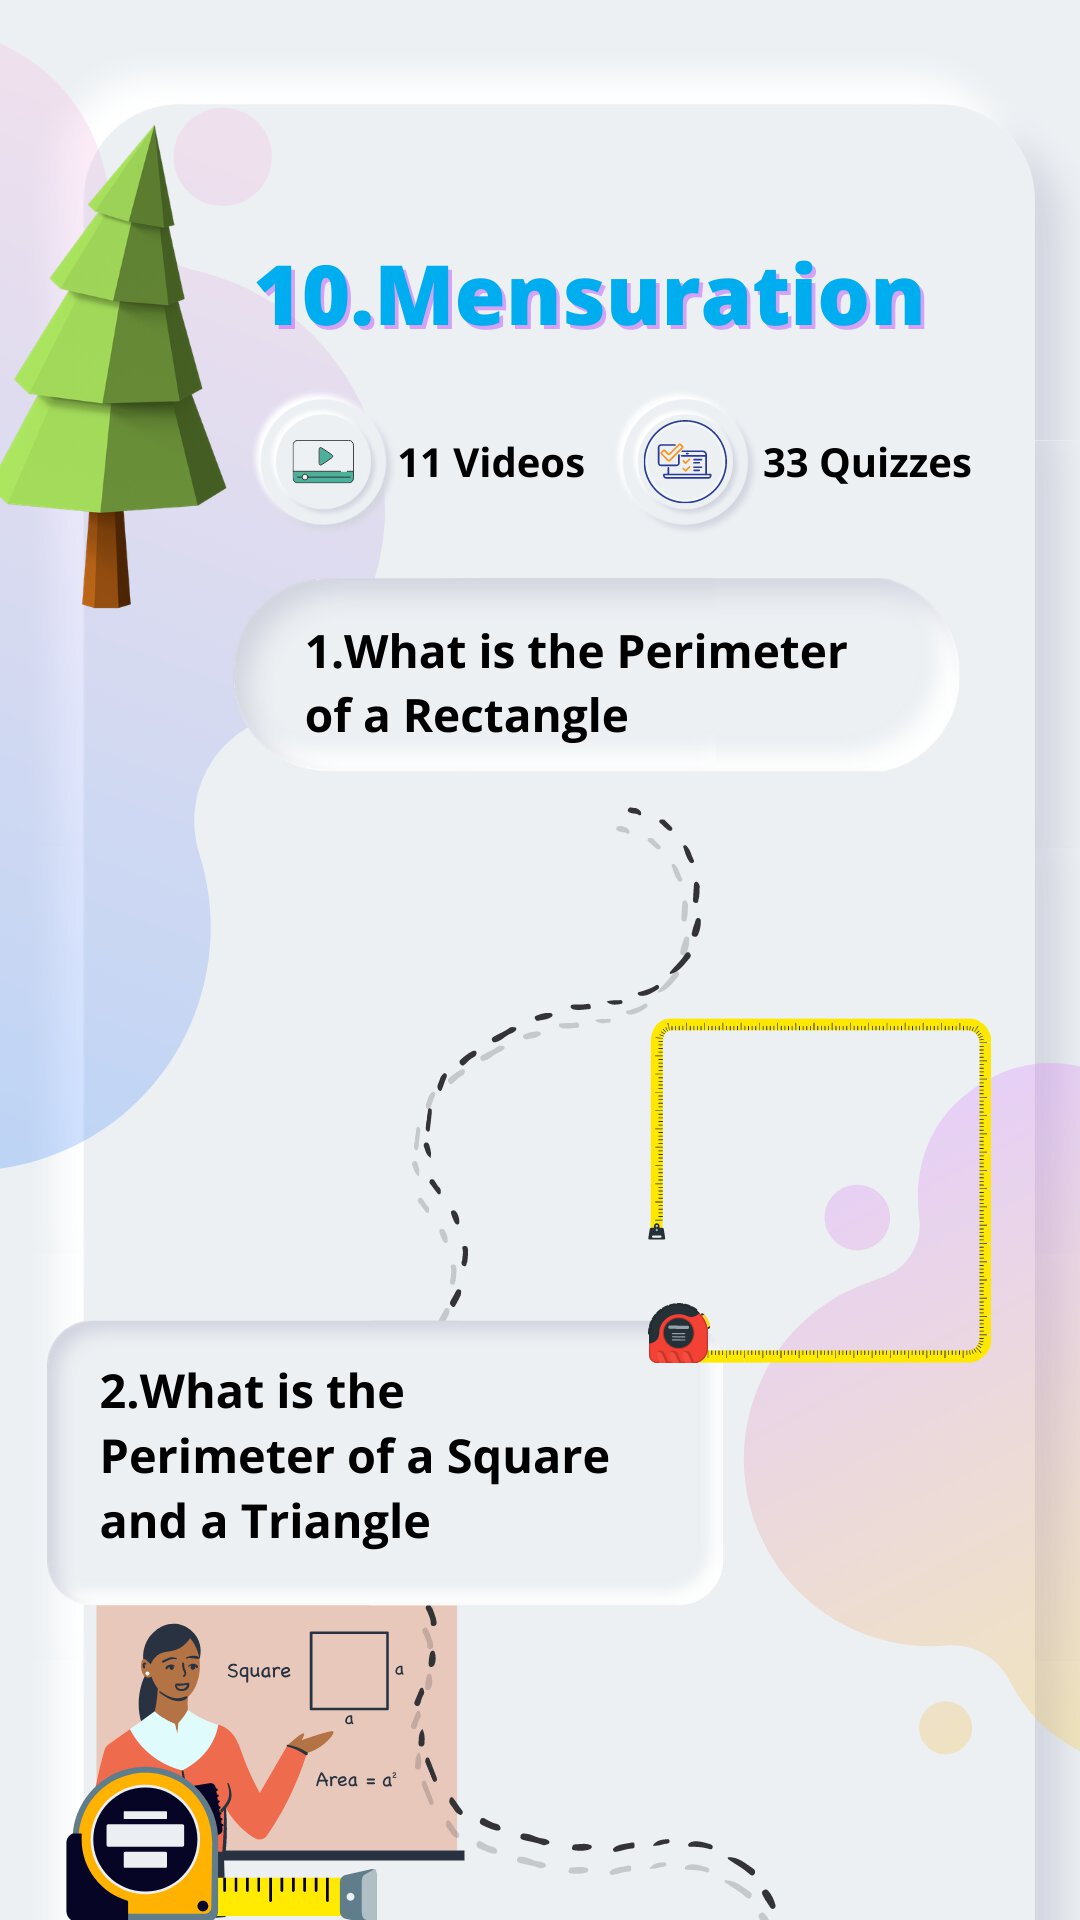 10.Mensuration
11 Videos
33 Quizzes
1.What is the Perimeter
of a Rectangle
2.What is the
Perimeter of a Square
and a Triangle
Square
a
a
Area = a²